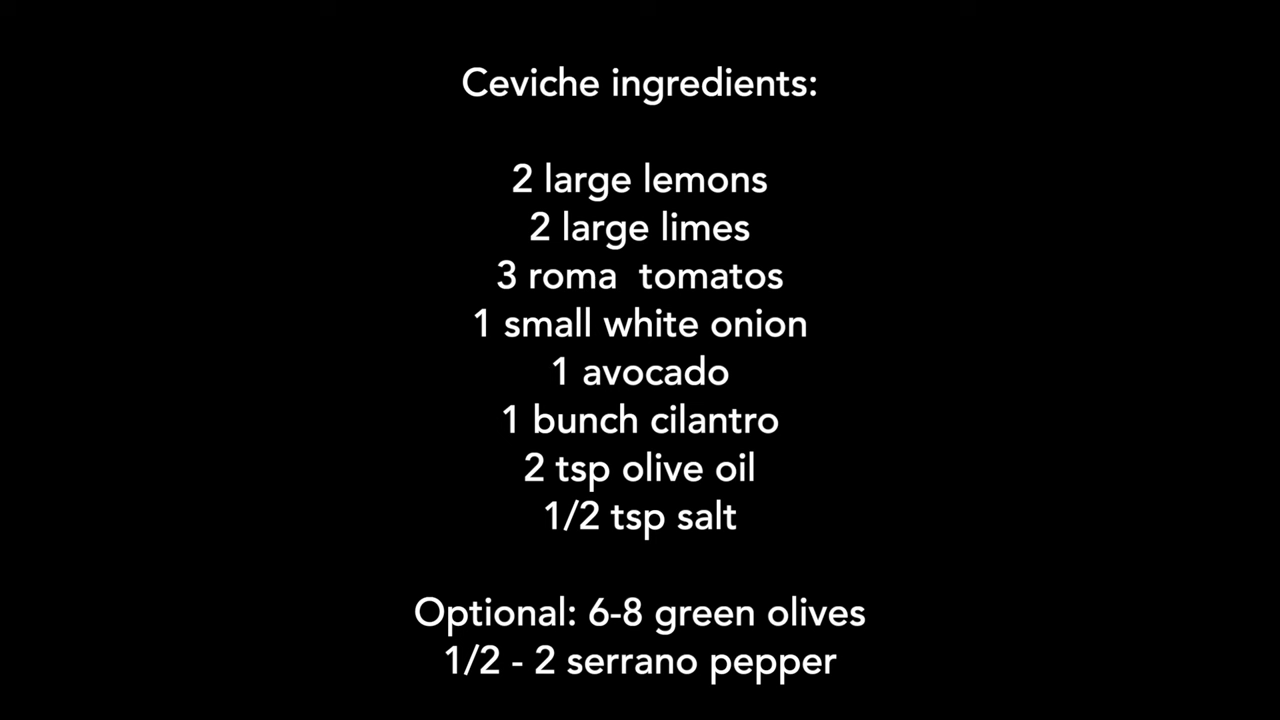 Ceviche ingredients:
2 large lemons
2 large limes
3 roma  tomatos
1 small white onion
1 avocado
1 bunch cilantro
2 tsp olive oil
1/2 tsp salt
Optional: 6-8 green olives
1/2 - 2 serrano pepper